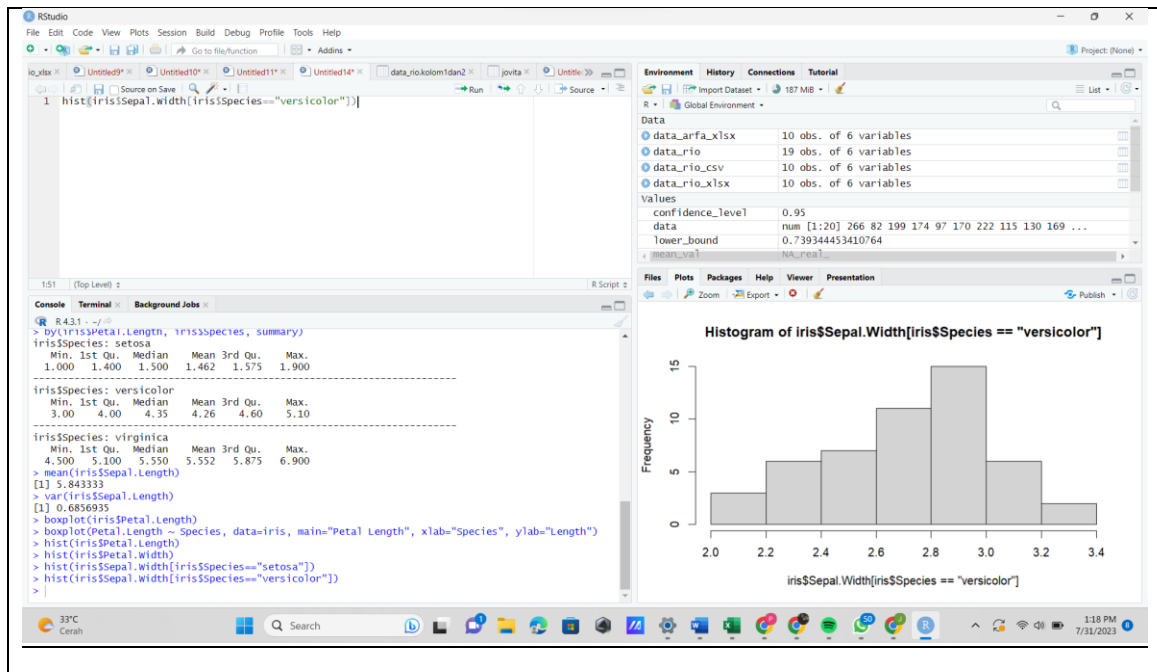 RStudio
File Edit Code View Plots Session Build Debug Profile Tools Help
Go to file/function Addins Project: (None)
io_xlsx Untitled9* Untitled10* Untitled11* Untitled14* data_rio.kolom1dan2 jovita Untitle
Source on Save Run Source
1 hist(iris$Sepal.Width[iris$Species=="versicolor"])
1:51 (Top Level) R Script
Console Terminal Background Jobs
R 4.3.1 · ~/
> by(iris$Petal.Length, iris$Species, summary)
iris$Species: setosa
Min. 1st Qu. Median Mean 3rd Qu. Max.
1.000 1.400 1.500 1.462 1.575 1.900
------------------------------------------------------------------------
iris$Species: versicolor
Min. 1st Qu. Median Mean 3rd Qu. Max.
3.00 4.00 4.35 4.26 4.60 5.10
------------------------------------------------------------------------
iris$Species: virginica
Min. 1st Qu. Median Mean 3rd Qu. Max.
4.500 5.100 5.550 5.552 5.875 6.900
> mean(iris$Sepal.Length)
[1] 5.843333
> var(iris$Sepal.Length)
[1] 0.6856935
> boxplot(iris$Petal.Length)
> boxplot(Petal.Length ~ Species, data=iris, main="Petal Length", xlab="Species", ylab="Length")
> hist(iris$Petal.Length)
> hist(iris$Petal.Width)
> hist(iris$Sepal.Width[iris$Species=="setosa"])
> hist(iris$Sepal.Width[iris$Species=="versicolor"])
>
Environment History Connections Tutorial
Import Dataset 187 MiB List
R Global Environment
Data
data_arfa_xlsx 10 obs. of 6 variables
data_rio 19 obs. of 6 variables
data_rio_csv 10 obs. of 6 variables
data_rio_xlsx 10 obs. of 6 variables
Values
confidence_level 0.95
data num [1:20] 266 82 199 174 97 170 222 115 130 169 ...
lower_bound 0.739344453410764
mean_val NA_real_
Files Plots Packages Help Viewer Presentation
Zoom Export Publish
Histogram of iris$Sepal.Width[iris$Species == "versicolor"]
Frequency
15
10
5
0
2.0 2.2 2.4 2.6 2.8 3.0 3.2 3.4
iris$Sepal.Width[iris$Species == "versicolor"]
33°C
Cerah
Search
50
1:18 PM
7/31/2023
8